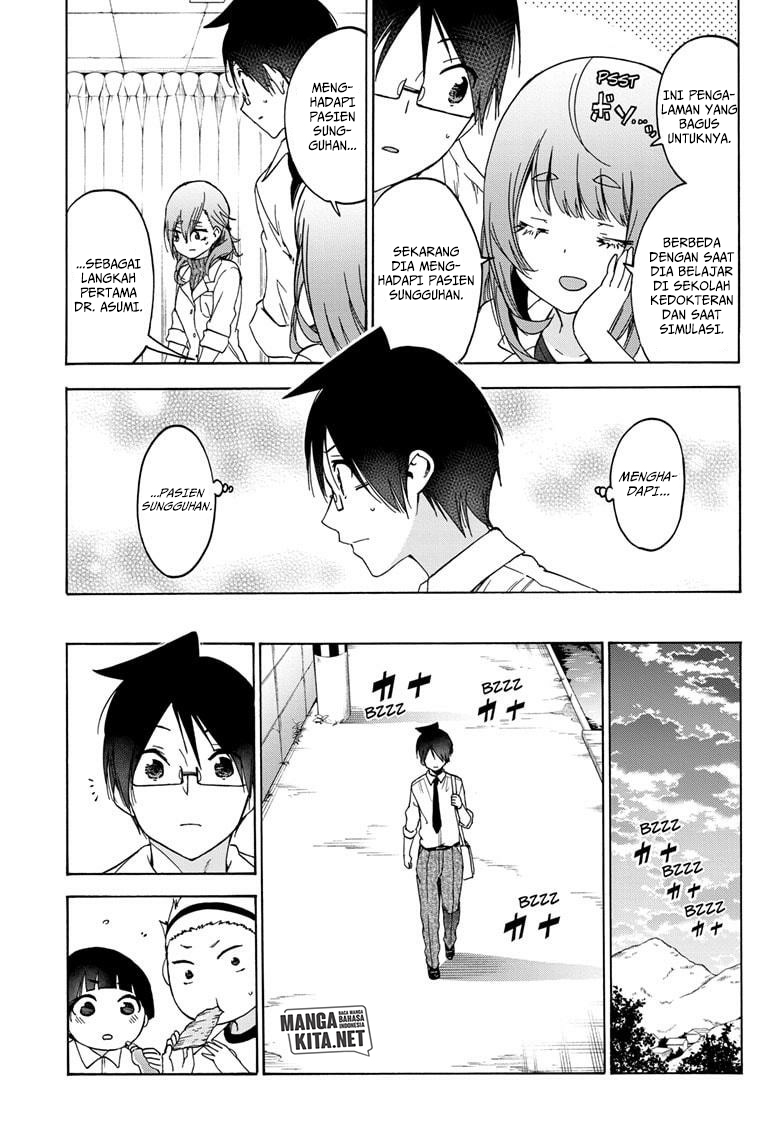 INI PENGA-
LAMAN YANG
BAGUS
UNTUKNYA.
PSST
ボソ…
BERBEDA
DENGAN SAAT
DIA BELAJAR
DI SEKOLAH
KEDOKTERAN
DAN SAAT
SIMULASI.
SEKARANG
DIA MENG-
HADAPI PASIEN
SUNGGUHAN.
MENG-
HADAPI
PASIEN
SUNG-
GUHAN...
...SEBAGAI
LANGKAH
PERTAMA
DR. ASUMI.
MENGHA-
DAPI...
...PASIEN
SUNGGUHAN.
BZZZ
カナ
BZZZ
カナ
BZZZ
カナ
BZZZ
カナ
カナ
BZZZ
BZZZ
カナ
MANGA
KITA.NET
BACA MANGA
BAHASA
INDONESIA